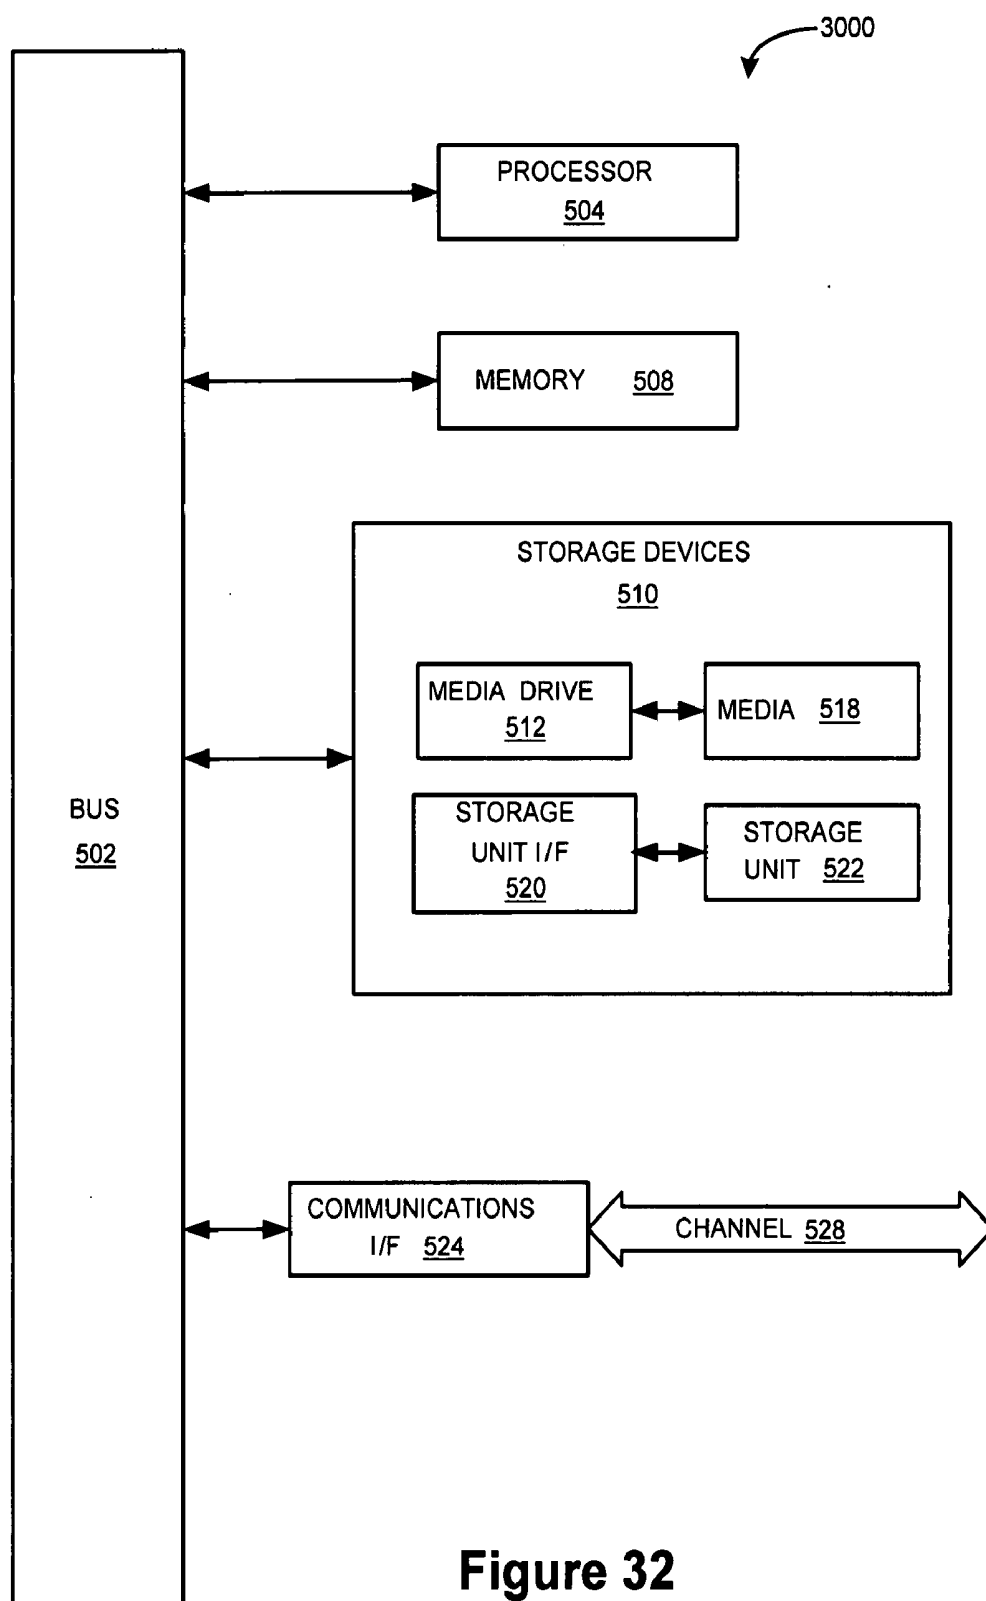 3000
PROCESSOR
504
MEMORY 508
STORAGE DEVICES
510
MEDIA DRIVE
512
MEDIA 518
STORAGE
UNIT I/F
520
STORAGE
UNIT 522
BUS
502
COMMUNICATIONS
I/F 524
CHANNEL 528
Figure 32